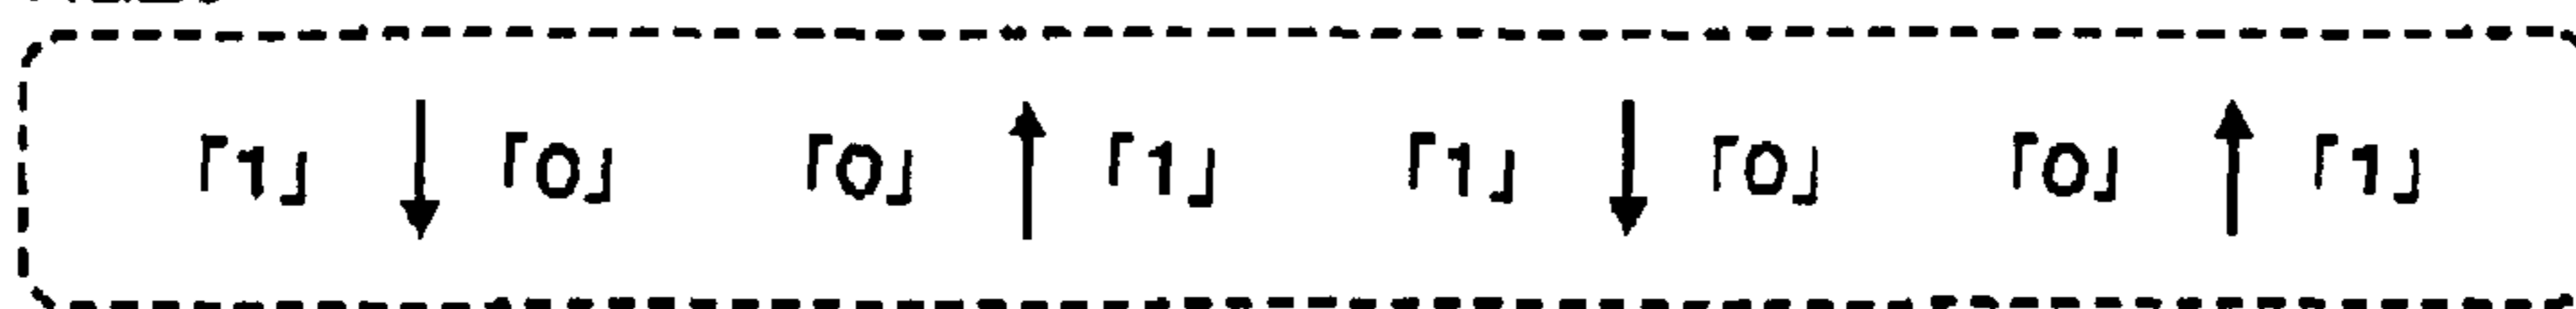 「1」 ↓ 「0」 「0」 ↑ 「1」 「1」 ↓ 「0」 「0」 ↑ 「1」